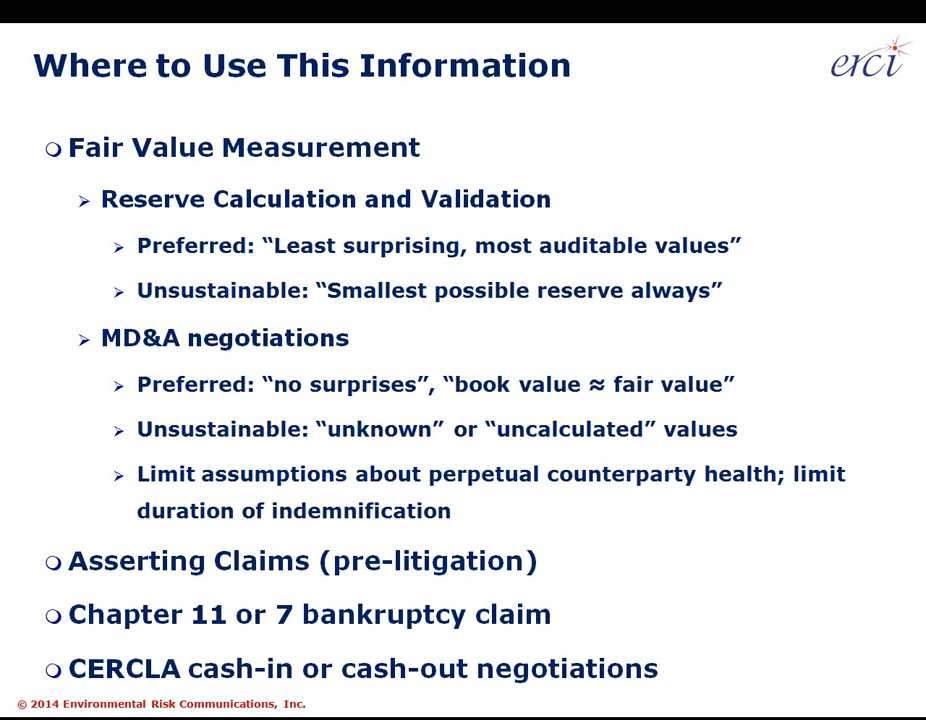 Where to Use This Information
erci
Fair Value Measurement
Reserve Calculation and Validation
Preferred: “Least surprising, most auditable values”
Unsustainable: “Smallest possible reserve always”
MD&A negotiations
Preferred: “no surprises”, “book value ≈ fair value”
Unsustainable: “unknown” or “uncalculated” values
Limit assumptions about perpetual counterparty health; limit
duration of indemnification
Asserting Claims (pre-litigation)
Chapter 11 or 7 bankruptcy claim
CERCLA cash-in or cash-out negotiations
© 2014 Environmental Risk Communications, Inc.